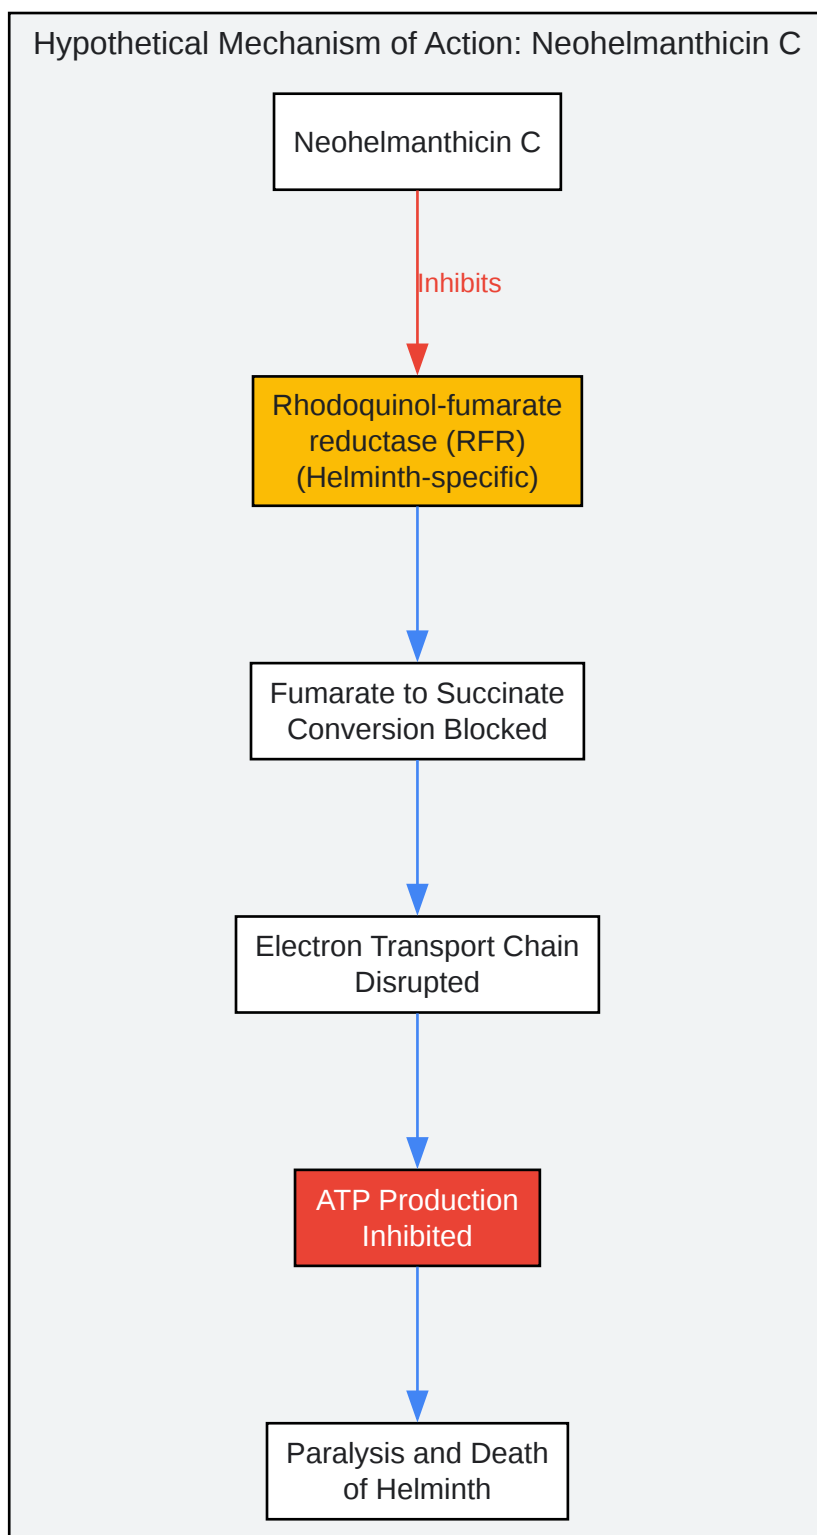 Hypothetical Mechanism of Action: Neohelmanthicin C
Neohelmanthicin C
Inhibits
Rhodoquinol-fumarate
reductase (RFR)
(Helminth-specific)
Fumarate to Succinate
Conversion Blocked
Electron Transport Chain
Disrupted
ATP Production
Inhibited
Paralysis and Death
of Helminth